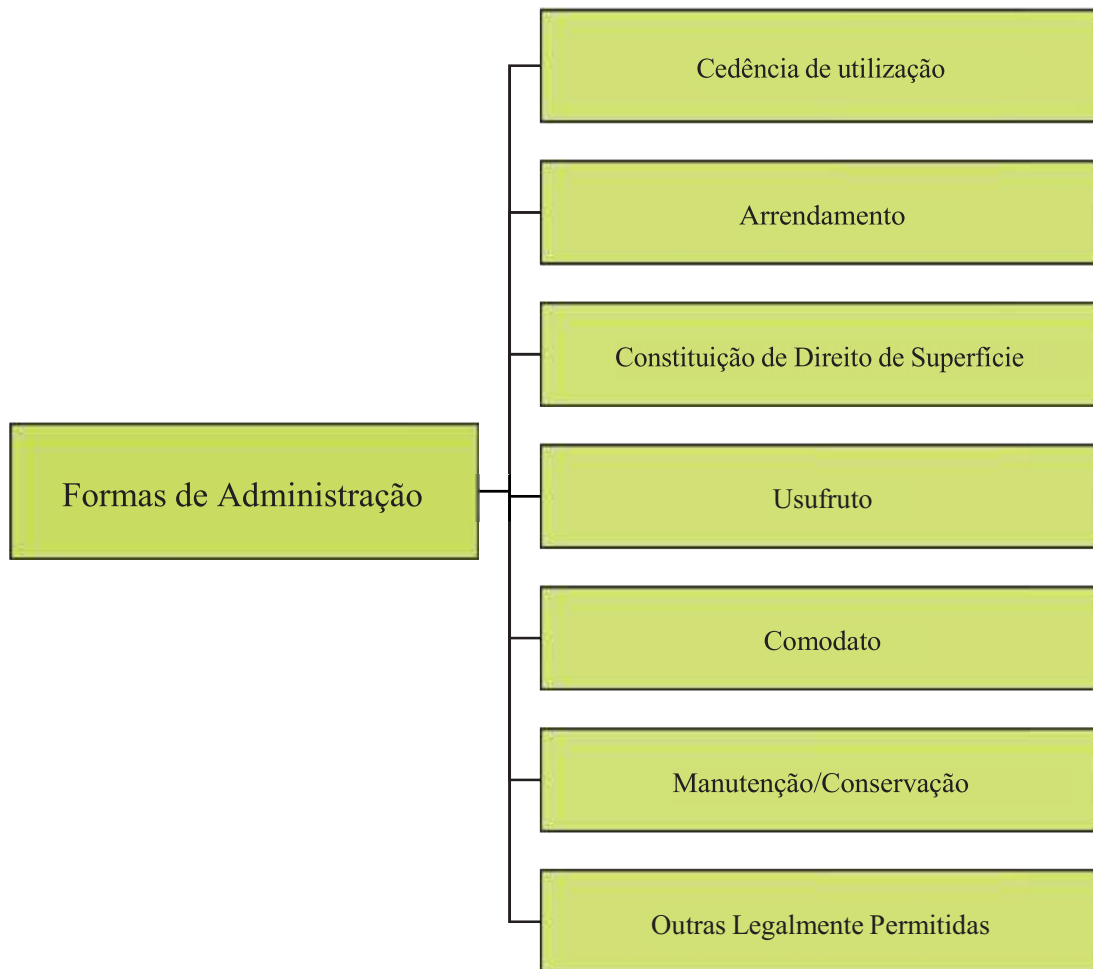 Cedência de utilização
Arrendamento
Constituição de Direito de Superfície
Formas de Administração
Usufruto
Comodato
Manutenção/Conservação
Outras Legalmente Permitidas